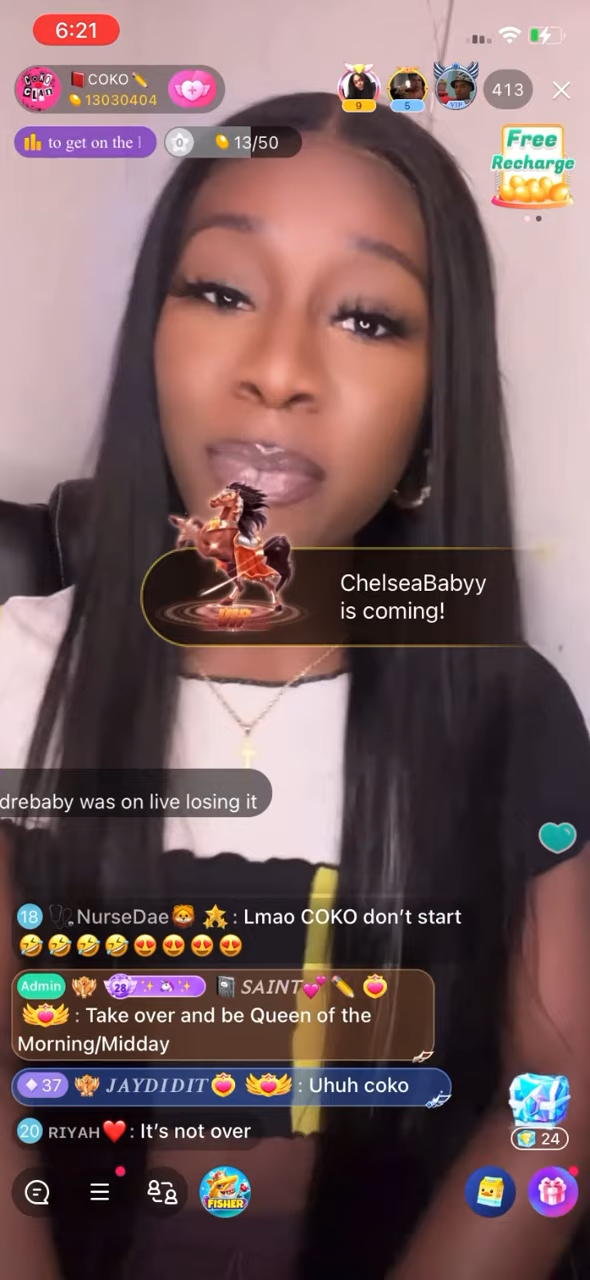 6:21
COKO
13030404
9
5
VIP
413
to get on the
0
13/50
Free
Recharge
VIP
ChelseaBabyy
is coming!
drebaby was on live losing it
18 NurseDae : Lmao COKO don't start
Admin 28 SAINT
: Take over and be Queen of the
Morning/Midday
37 JAYDIDIT : Uhuh coko
20 RIYAH : It's not over
24
FISHER